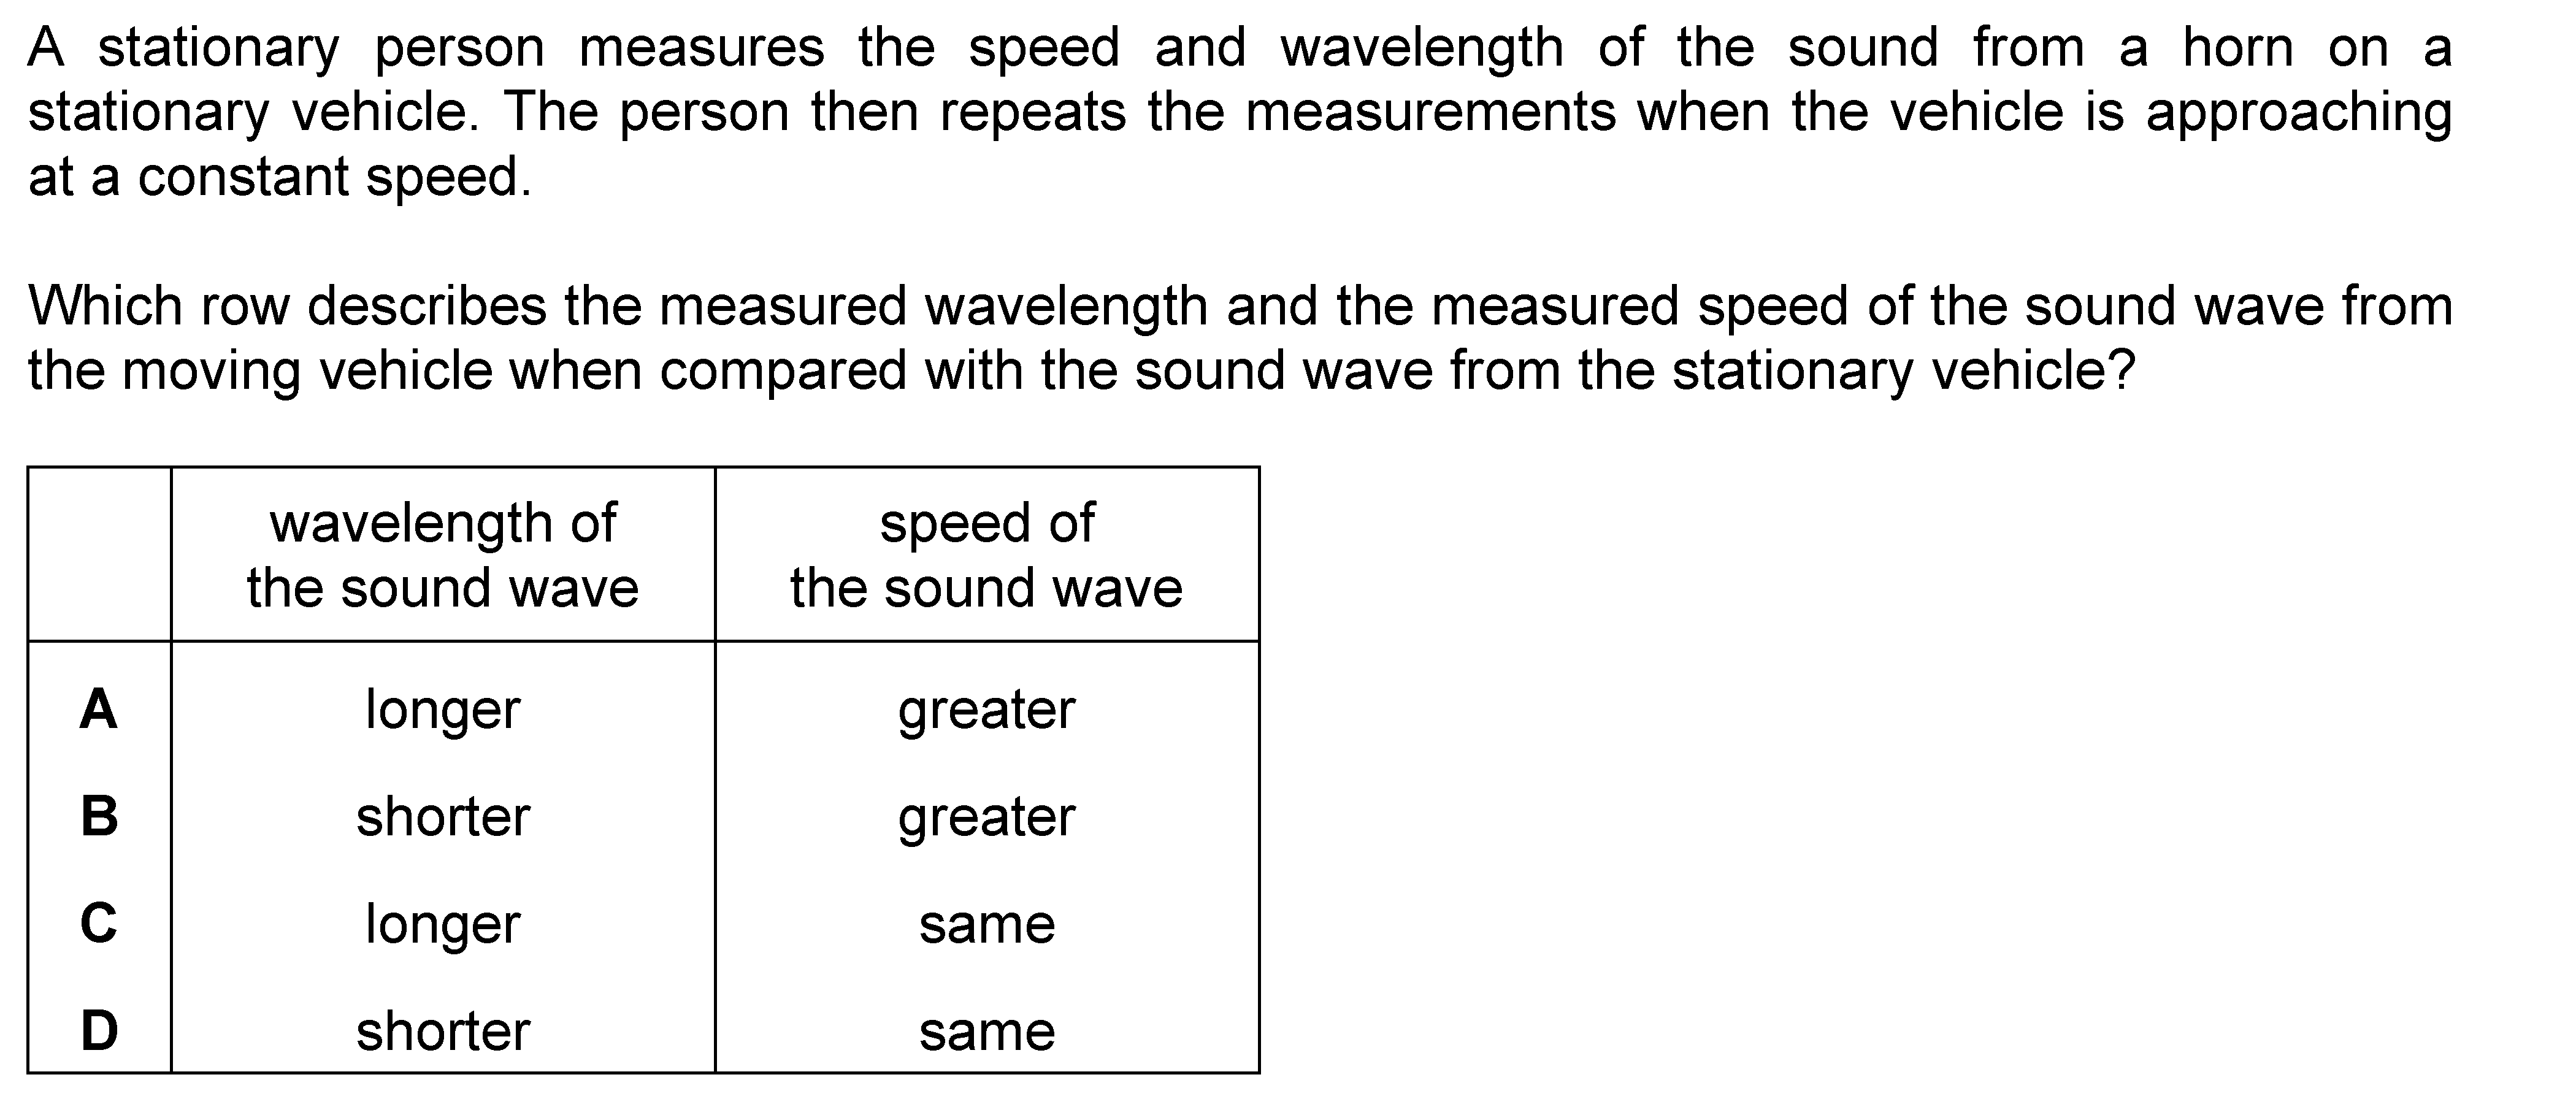 A stationary person measures the speed and wavelength of the sound from a horn on a
stationary vehicle. The person then repeats the measurements when the vehicle is approaching
at a constant speed.
Which row describes the measured wavelength and the measured speed of the sound wave from
the moving vehicle when compared with the sound wave from the stationary vehicle?
wavelength of speed of
the sound wave the sound wave
A longer greater
B shorter greater
C longer same
D shorter same